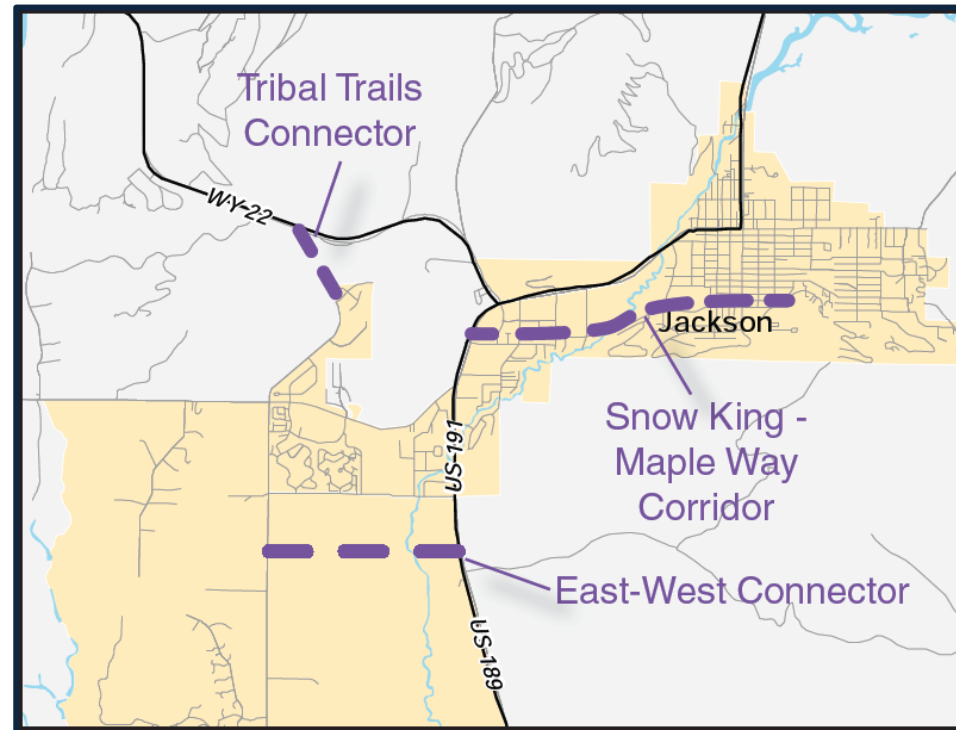 Tribal Trails
Connector
WY-22
Jackson
Snow King -
Maple Way
Corridor
US-191
East-West Connector
US-189